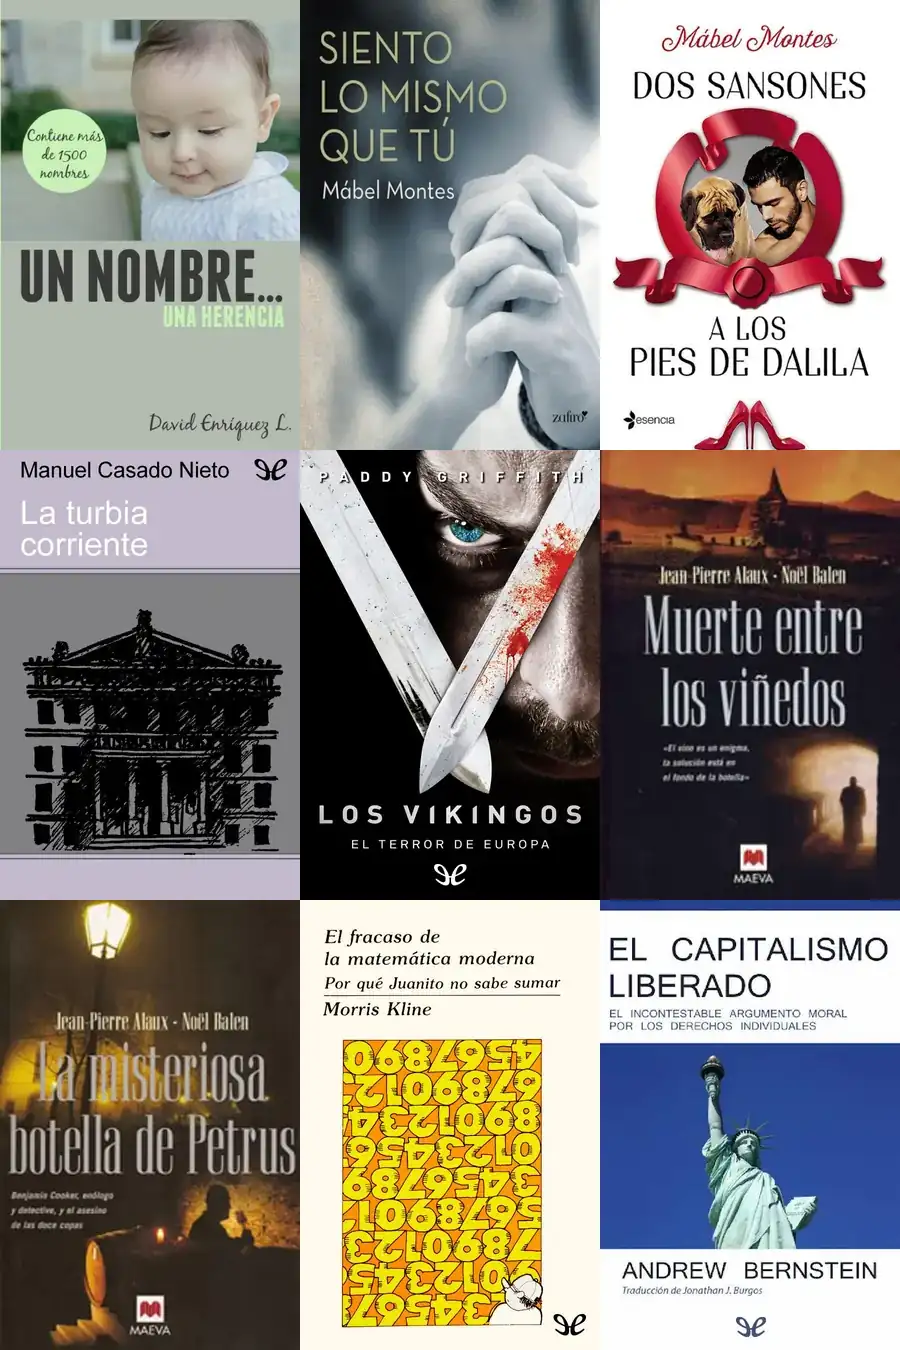 Contiene más
de 1500
nombres
UN NOMBRE...
UNA HERENCIA
David Enríquez L.
SIENTO
LO MISMO
QUE TÚ
Mábel Montes
zafiro
Mábel Montes
DOS SANSONES
A LOS
PIES DE DALILA
esencia
Manuel Casado Nieto
La turbia
corriente
PADDY GRIFFITH
LOS VIKINGOS
EL TERROR DE EUROPA
Jean-Pierre Alaux - Noël Balen
Muerte entre
los viñedos
«El vino es un enigma,
la solución está en
el fondo de la botella»
MAEVA
Jean-Pierre Alaux - Noël Balen
La misteriosa
botella de Petrus
Benjamin Cooker, enólogo
y detective, y el asesino
de las doce copas
MAEVA
El fracaso de
la matemática moderna
Por qué Juanito no sabe sumar
Morris Kline
EL CAPITALISMO
LIBERADO
EL INCONTESTABLE ARGUMENTO MORAL
POR LOS DERECHOS INDIVIDUALES
ANDREW BERNSTEIN
Traducción de Jonathan J. Burgos